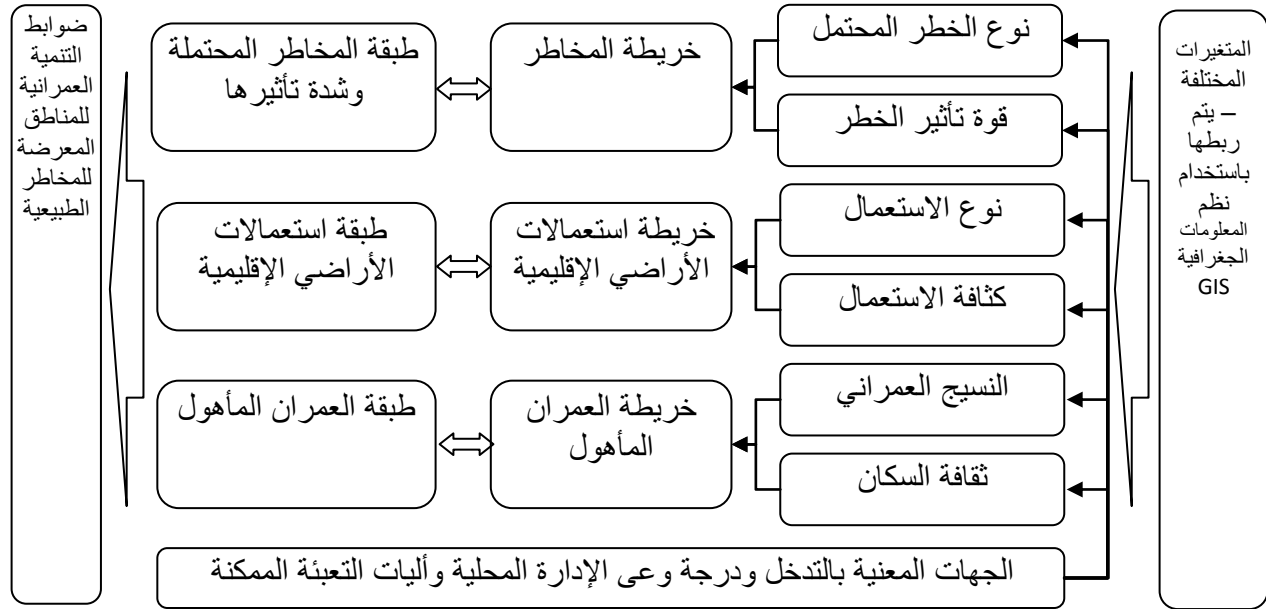 المتغيرات
المختلفة
– يتم
ربطها
باستخدام
نظم
المعلومات
الجغرافية
GIS
نوع الخطر المحتمل
قوة تأثير الخطر
خريطة المخاطر
طبقة المخاطر المحتملة
وشدة تأثيرها
نوع الاستعمال
كثافة الاستعمال
خريطة استعمالات
الأراضي الإقليمية
طبقة استعمالات
الأراضي الإقليمية
النسيج العمراني
ثقافة السكان
خريطة العمران
المأهول
طبقة العمران المأهول
الجهات المعنية بالتدخل ودرجة وعى الإدارة المحلية وأليات التعبئة الممكنة
ضوابط
التنمية
العمرانية
للمناطق
المعرضة
للمخاطر
الطبيعية